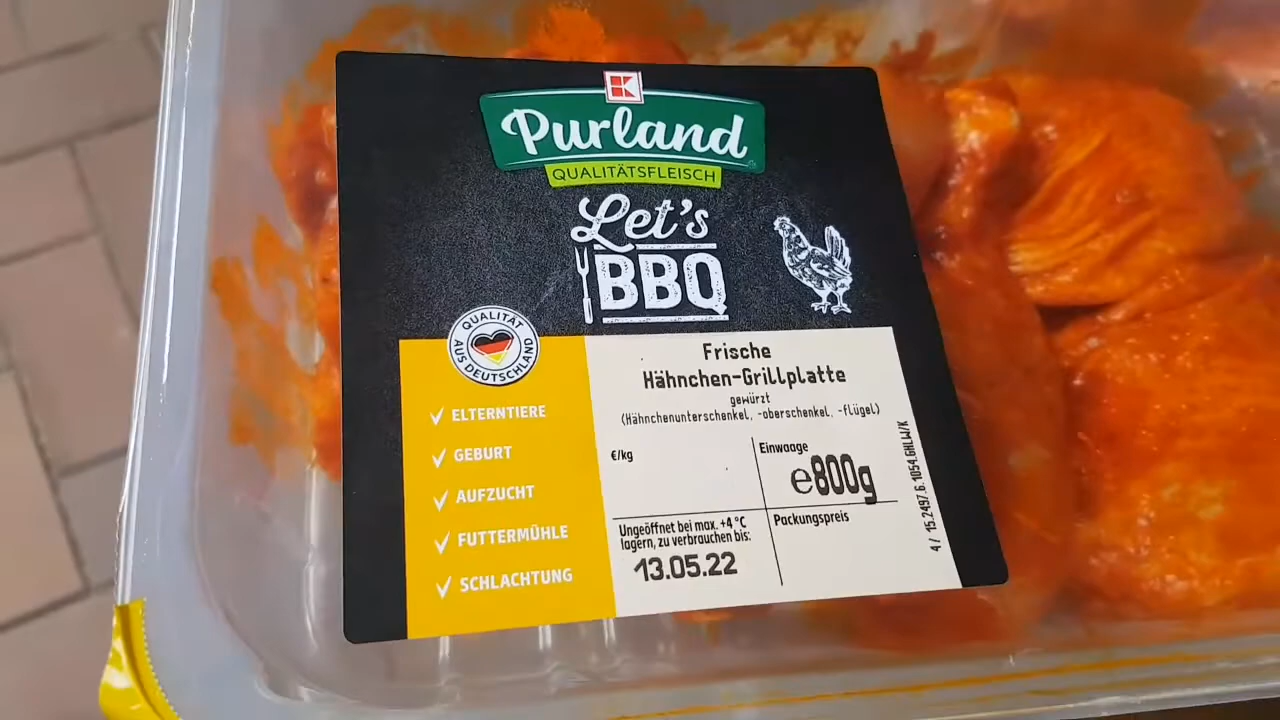 K
Purland
QUALITÄTSFLEISCH
Let's
BBQ
QUALITÄT
AUS DEUTSCHLAND
ELTERNTIERE
GEBURT
AUFZUCHT
FUTTERMÜHLE
SCHLACHTUNG
Frische
Hähnchen-Grillplatte
gewürzt
(Hähnchenunterschenkel, -oberschenkel, -flügel)
€/kg
Einwaage
e800g
Ungeöffnet bei max. +4 °C
lagern, zu verbrauchen bis:
13.05.22
Packungspreis
4 / 15.2497.6.1054.GHLW/K